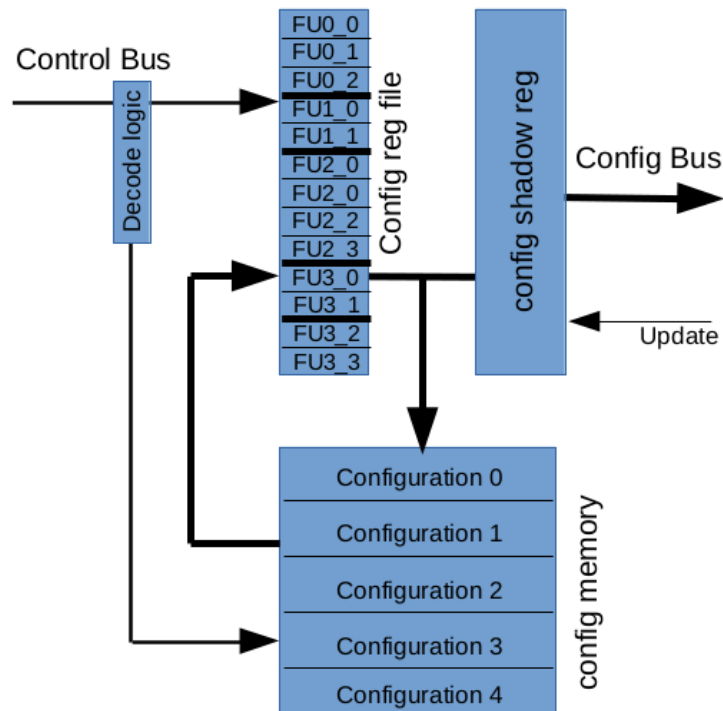 Control Bus
Decode logic
FU0_0
FU0_1
FU0_2
FU1_0
FU1_1
FU2_0
FU2_0
FU2_2
FU2_3
FU3_0
FU3_1
FU3_2
FU3_3
Config reg file
config shadow reg
Config Bus
Update
Configuration 0
Configuration 1
Configuration 2
Configuration 3
Configuration 4
config memory